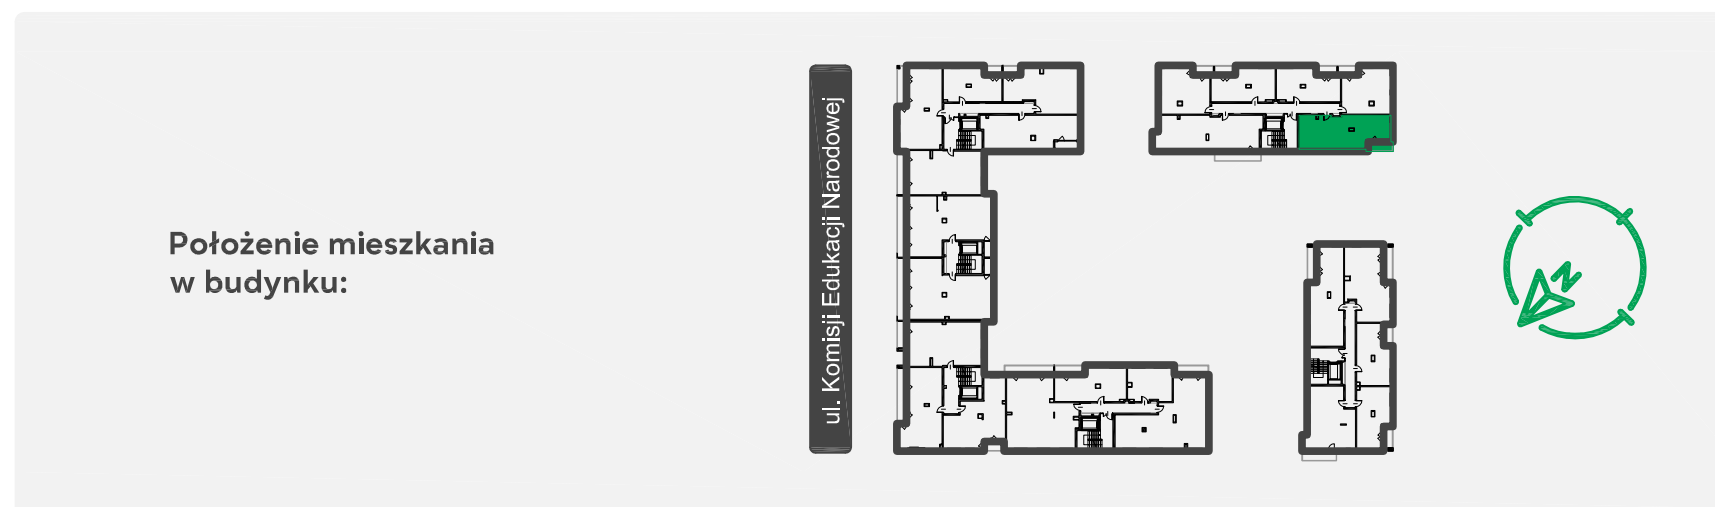 Położenie mieszkania
w budynku:
ul. Komisji Edukacji Narodowej
N